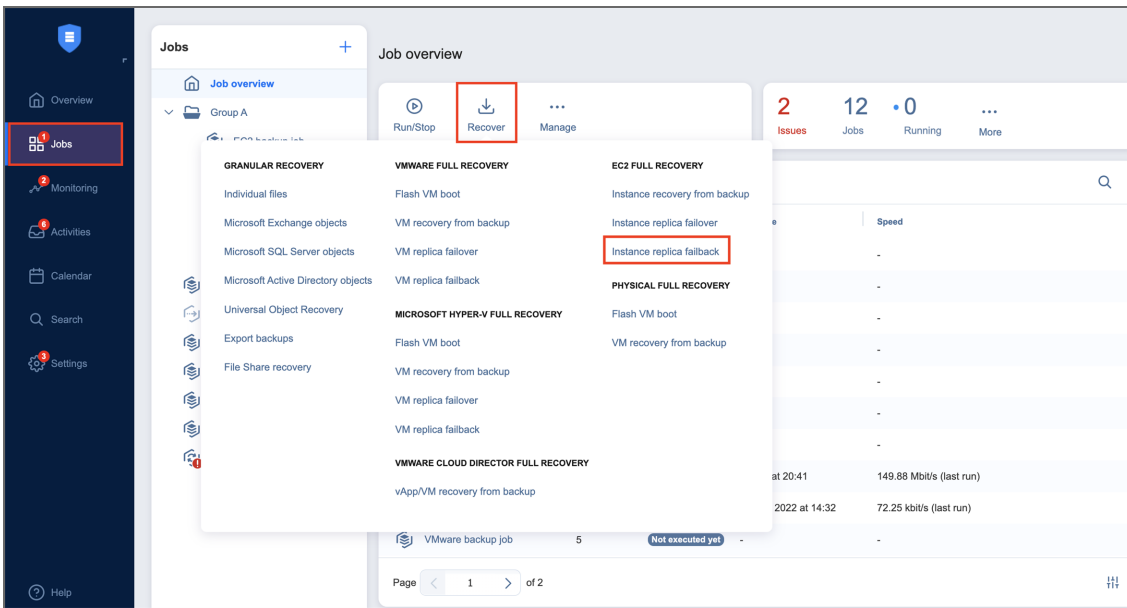 Jobs
+
Job overview
Group A
EC2 backup job
Overview
1
Jobs
2
Monitoring
6
Activities
Calendar
Search
3
Settings
Help
Job overview
Run/Stop
Recover
Manage
2
Issues
12
Jobs
0
Running
More
GRANULAR RECOVERY
Individual files
Microsoft Exchange objects
Microsoft SQL Server objects
Microsoft Active Directory objects
Universal Object Recovery
Export backups
File Share recovery
VMWARE FULL RECOVERY
Flash VM boot
VM recovery from backup
VM replica failover
VM replica failback
MICROSOFT HYPER-V FULL RECOVERY
Flash VM boot
VM recovery from backup
VM replica failover
VM replica failback
VMWARE CLOUD DIRECTOR FULL RECOVERY
vApp/VM recovery from backup
EC2 FULL RECOVERY
Instance recovery from backup
Instance replica failover
Instance replica failback
PHYSICAL FULL RECOVERY
Flash VM boot
VM recovery from backup
Speed
-
-
-
-
-
-
-
at 20:41 149.88 Mbit/s (last run)
2022 at 14:32 72.25 kbit/s (last run)
VMware backup job 5 Not executed yet - -
Page 1 of 2